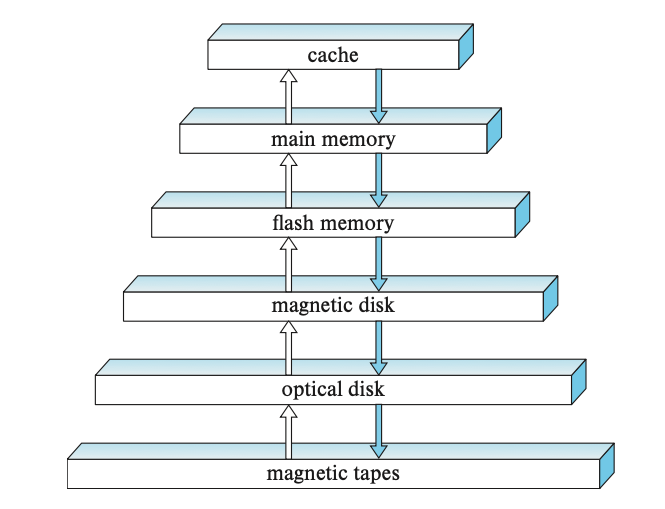 cache
main memory
flash memory
magnetic disk
optical disk
magnetic tapes